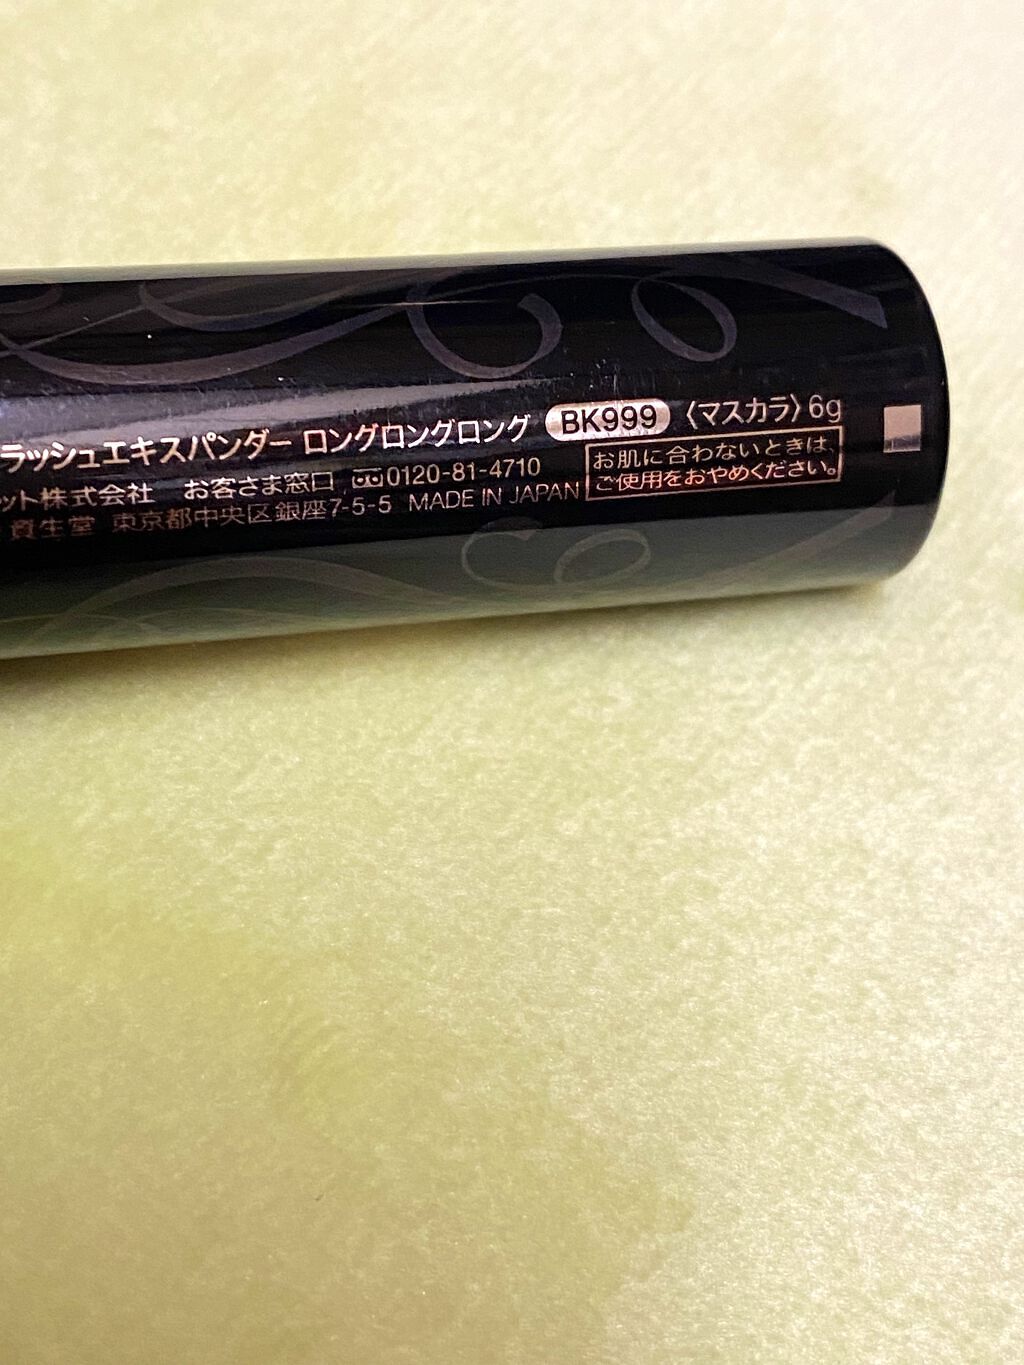 ラッシュエキスパンダー ロングロングロング BK999 〈マスカラ〉6g
ット株式会社 お客さま窓口 0120-81-4710
資生堂 東京都中央区銀座7-5-5 MADE IN JAPAN
お肌に合わないときは、
ご使用をおやめください。